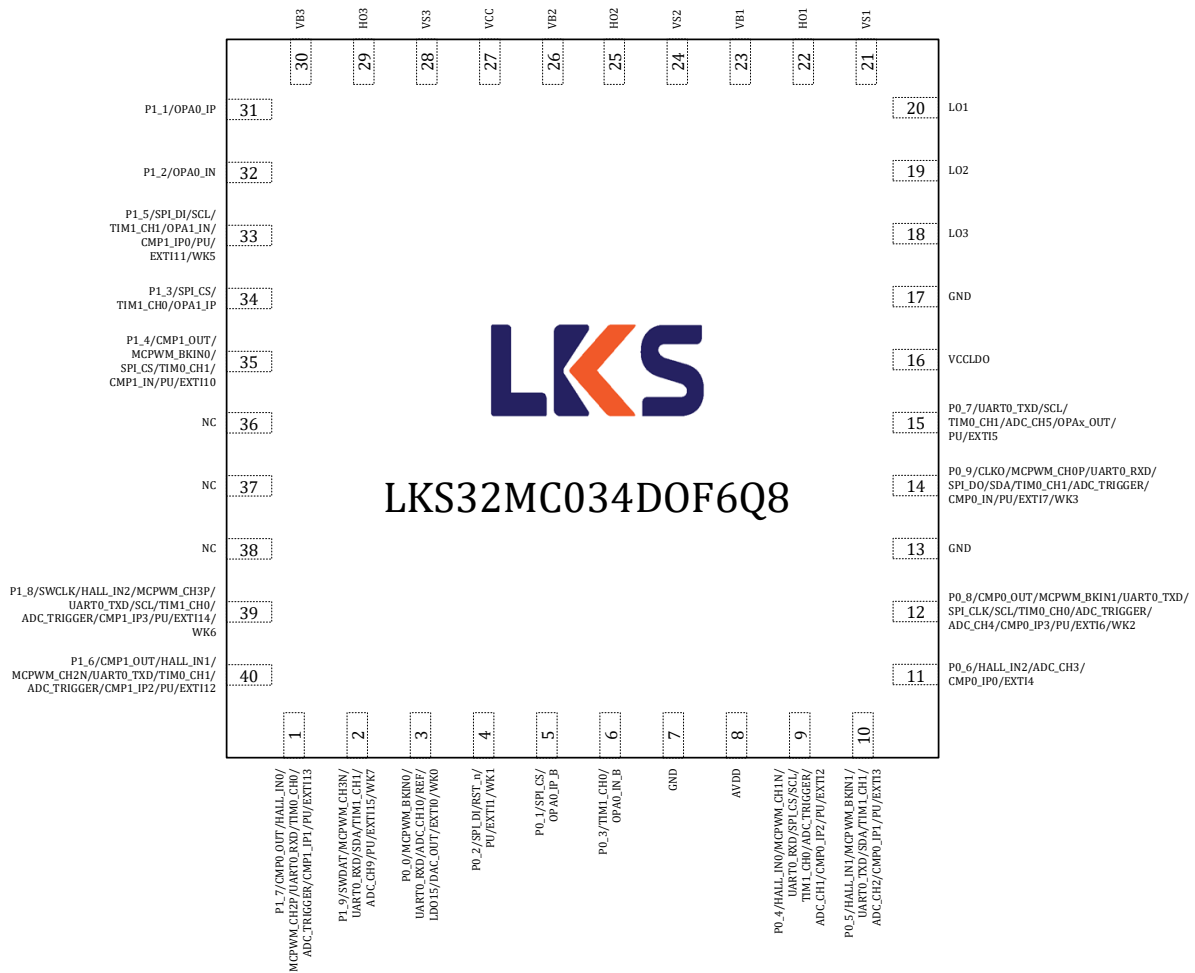 VB3
HO3
VS3
VCC
VB2
HO2
VS2
VB1
HO1
VS1
30
29
28
27
26
25
24
23
22
21
P1_1/OPA0_IP
31
P1_2/OPA0_IN
32
P1_5/SPI_DI/SCL/
TIM1_CH1/OPA1_IN/
CMP1_IP0/PU/
EXTI11/WK5
33
P1_3/SPI_CS/
TIM1_CH0/OPA1_IP
34
P1_4/CMP1_OUT/
MCPWM_BKIN0/
SPI_CS/TIM0_CH1/
CMP1_IN/PU/EXTI10
35
NC
36
NC
37
NC
38
P1_8/SWCLK/HALL_IN2/MCPWM_CH3P/
UART0_TXD/SCL/TIM1_CH0/
ADC_TRIGGER/CMP1_IP3/PU/EXTI14/
WK6
39
P1_6/CMP1_OUT/HALL_IN1/
MCPWM_CH2N/UART0_TXD/TIM0_CH1/
ADC_TRIGGER/CMP1_IP2/PU/EXTI12
40
LKS
LKS32MC034DOF6Q8
20
LO1
19
LO2
18
LO3
17
GND
16
VCCLDO
15
P0_7/UART0_TXD/SCL/
TIM0_CH1/ADC_CH5/OPAx_OUT/
PU/EXTI5
14
P0_9/CLKO/MCPWM_CH0P/UART0_RXD/
SPI_DO/SDA/TIM0_CH1/ADC_TRIGGER/
CMP0_IN/PU/EXTI7/WK3
13
GND
12
P0_8/CMP0_OUT/MCPWM_BKIN1/UART0_TXD/
SPI_CLK/SCL/TIM0_CH0/ADC_TRIGGER/
ADC_CH4/CMP0_IP3/PU/EXTI6/WK2
11
P0_6/HALL_IN2/ADC_CH3/
CMP0_IP0/EXTI4
1
2
3
4
5
6
7
8
9
10
P1_7/CMP0_OUT/HALL_IN0/
MCPWM_CH2P/UART0_RXD/TIM0_CH0/
ADC_TRIGGER/CMP1_IP1/PU/EXTI13
P1_9/SWDAT/MCPWM_CH3N/
UART0_RXD/SDA/TIM1_CH1/
ADC_CH9/PU/EXTI15/WK7
P0_0/MCPWM_BKIN0/
UART0_RXD/ADC_CH10/REF/
LDO15/DAC_OUT/EXTI0/WK0
P0_2/SPI_DI/RST_n/
PU/EXTI1/WK1
P0_1/SPI_CS/
OPA0_IP_B
P0_3/TIM1_CH0/
OPA0_IN_B
GND
AVDD
P0_4/HALL_IN0/MCPWM_CH1N/
UART0_RXD/SPI_CS/SCL/
TIM1_CH0/ADC_TRIGGER/
ADC_CH1/CMP0_IP2/PU/EXTI2
P0_5/HALL_IN1/MCPWM_BKIN1/
UART0_TXD/SDA/TIM1_CH1/
ADC_CH2/CMP0_IP1/PU/EXTI3